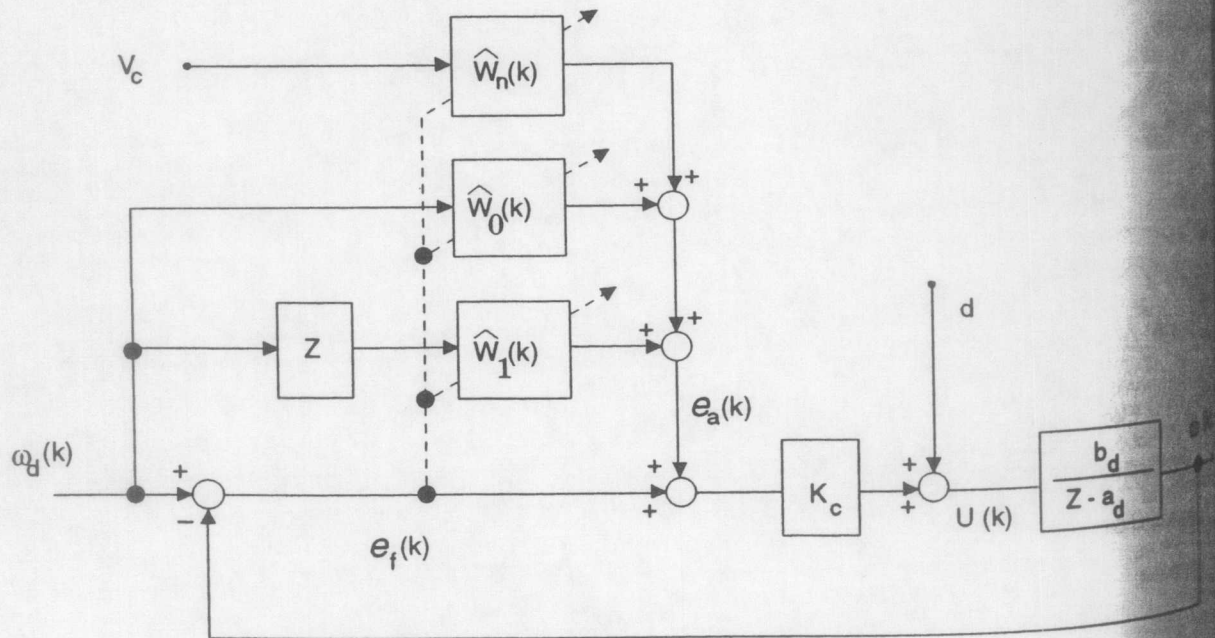 V_c
Ŵ_n(k)
+ +
Ŵ_0(k)
d
+ +
Z
Ŵ_1(k)
e_a(k)
ω_d(k)
+
−
+
+
K_c
+
+
b_d
Z - a_d
U(k)
e_f(k)